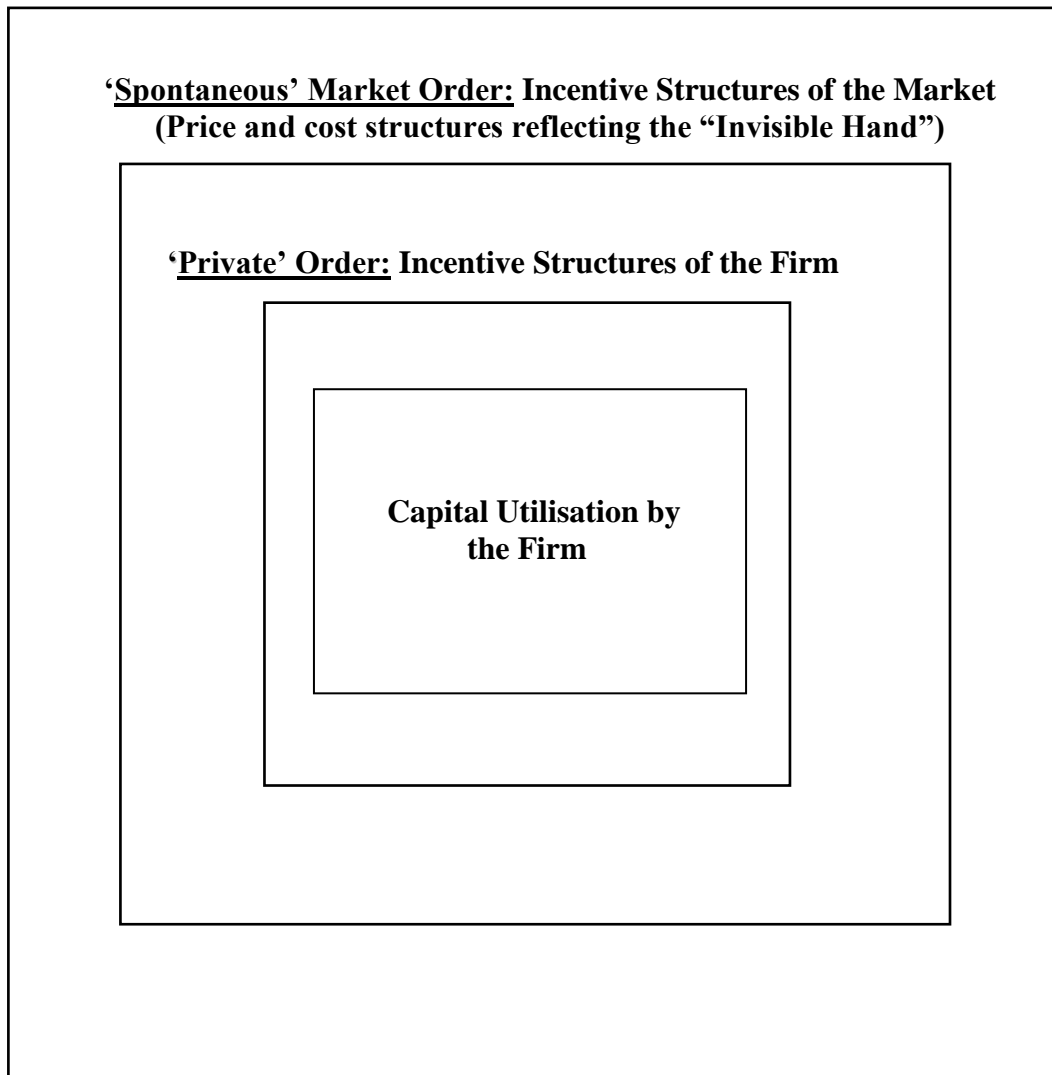 ‘Spontaneous’ Market Order: Incentive Structures of the Market
(Price and cost structures reflecting the “Invisible Hand”)
‘Private’ Order: Incentive Structures of the Firm
Capital Utilisation by
the Firm